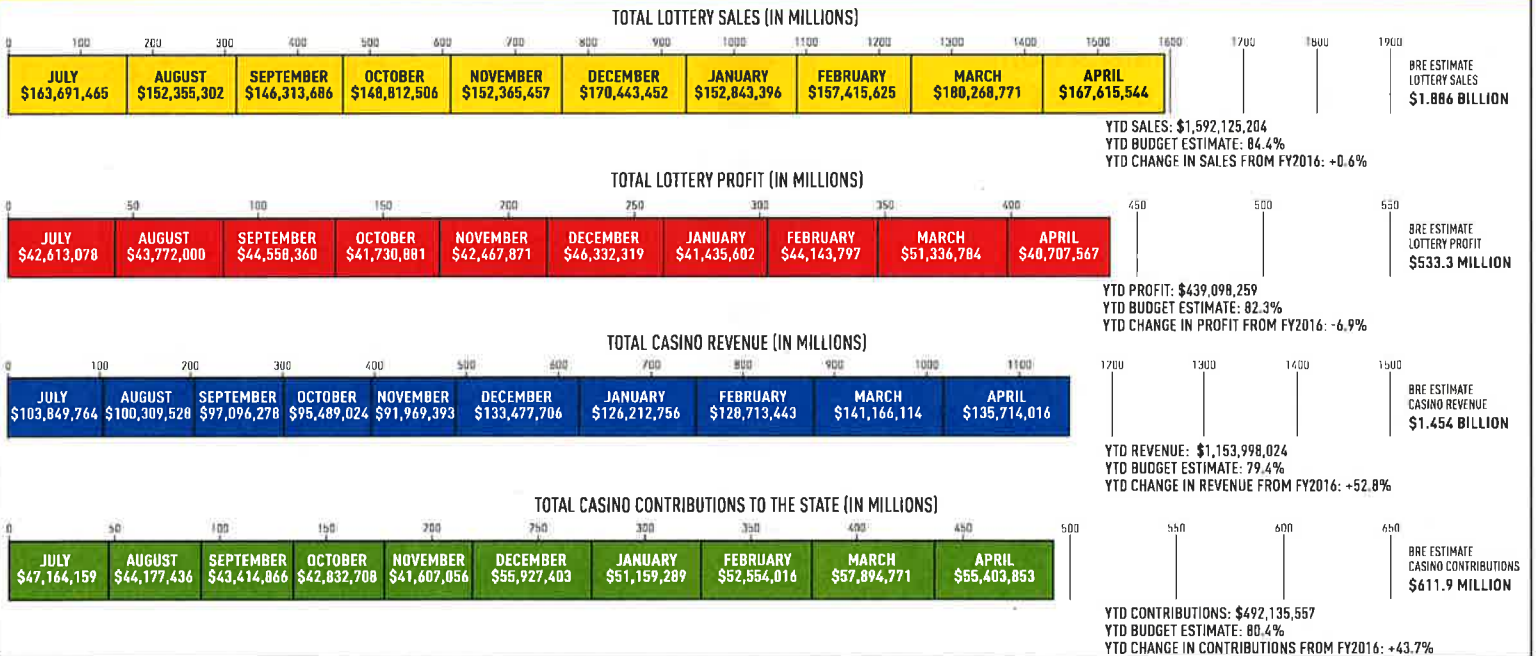 TOTAL LOTTERY SALES (IN MILLIONS)
0 100 200 300 400 500 600 700 800 900 1000 1100 1200 1300 1400 1500 1600 1700 1800 1900
JULY AUGUST SEPTEMBER OCTOBER NOVEMBER DECEMBER JANUARY FEBRUARY MARCH APRIL
$163,691,465 $152,355,302 $146,313,686 $148,812,506 $152,365,457 $170,443,452 $152,843,396 $157,415,625 $180,268,771 $167,615,544
BRE ESTIMATE
LOTTERY SALES
$1.886 BILLION
YTD SALES: $1,592,125,204
YTD BUDGET ESTIMATE: 84.4%
YTD CHANGE IN SALES FROM FY2016: +0.6%
TOTAL LOTTERY PROFIT (IN MILLIONS)
0 50 100 150 200 250 300 350 400 450 500 550
JULY AUGUST SEPTEMBER OCTOBER NOVEMBER DECEMBER JANUARY FEBRUARY MARCH APRIL
$42,613,078 $43,772,000 $44,558,360 $41,730,881 $42,467,871 $46,332,319 $41,435,602 $44,143,797 $51,336,784 $40,707,567
BRE ESTIMATE
LOTTERY PROFIT
$533.3 MILLION
YTD PROFIT: $439,098,259
YTD BUDGET ESTIMATE: 82.3%
YTD CHANGE IN PROFIT FROM FY2016: -6.9%
TOTAL CASINO REVENUE (IN MILLIONS)
0 100 200 300 400 500 600 700 800 900 1000 1100 1200 1300 1400 1500
JULY AUGUST SEPTEMBER OCTOBER NOVEMBER DECEMBER JANUARY FEBRUARY MARCH APRIL
$103,849,764 $100,309,528 $97,096,278 $95,489,024 $91,969,393 $133,477,706 $126,212,756 $128,713,443 $141,166,114 $135,714,016
BRE ESTIMATE
CASINO REVENUE
$1.454 BILLION
YTD REVENUE: $1,153,998,024
YTD BUDGET ESTIMATE: 79.4%
YTD CHANGE IN REVENUE FROM FY2016: +52.8%
TOTAL CASINO CONTRIBUTIONS TO THE STATE (IN MILLIONS)
0 50 100 150 200 250 300 350 400 450 500 550 600 650
JULY AUGUST SEPTEMBER OCTOBER NOVEMBER DECEMBER JANUARY FEBRUARY MARCH APRIL
$47,164,159 $44,177,436 $43,414,866 $42,832,708 $41,607,056 $55,927,403 $51,159,289 $52,554,016 $57,894,771 $55,403,853
BRE ESTIMATE
CASINO CONTRIBUTIONS
$611.9 MILLION
YTD CONTRIBUTIONS: $492,135,557
YTD BUDGET ESTIMATE: 80.4%
YTD CHANGE IN CONTRIBUTIONS FROM FY2016: +43.7%